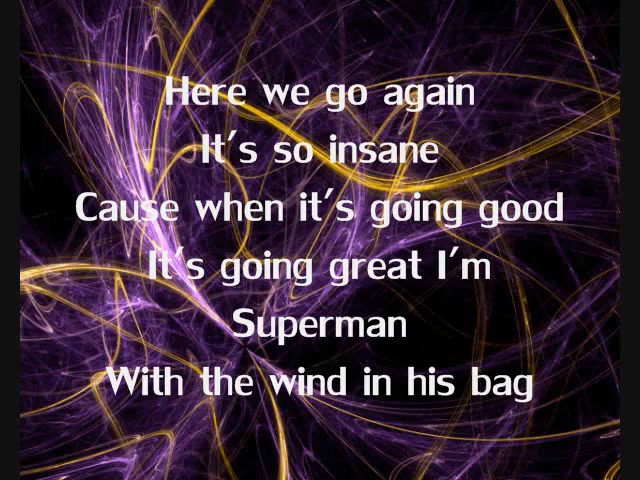 Here we go again
It's so insane
Cause when it's going good
It's going great I'm
Superman
With the wind in his bag